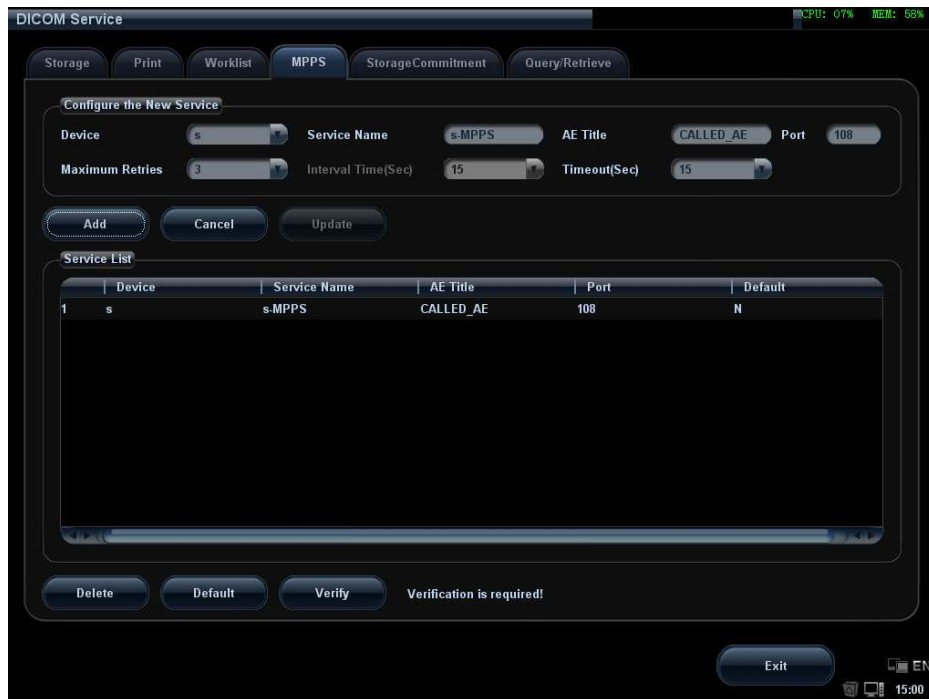 DICOM Service CPU: 07% MEM: 58%
Storage Print Worklist MPPS StorageCommitment Query/Retrieve
Configure the New Service
Device s Service Name s-MPPS AE Title CALLED_AE Port 108
Maximum Retries 3 Interval Time(Sec) 15 Timeout(Sec) 15
Add Cancel Update
Service List
Device Service Name AE Title Port Default
1 s s-MPPS CALLED_AE 108 N
Delete Default Verify Verification is required!
Exit
EN
15:00